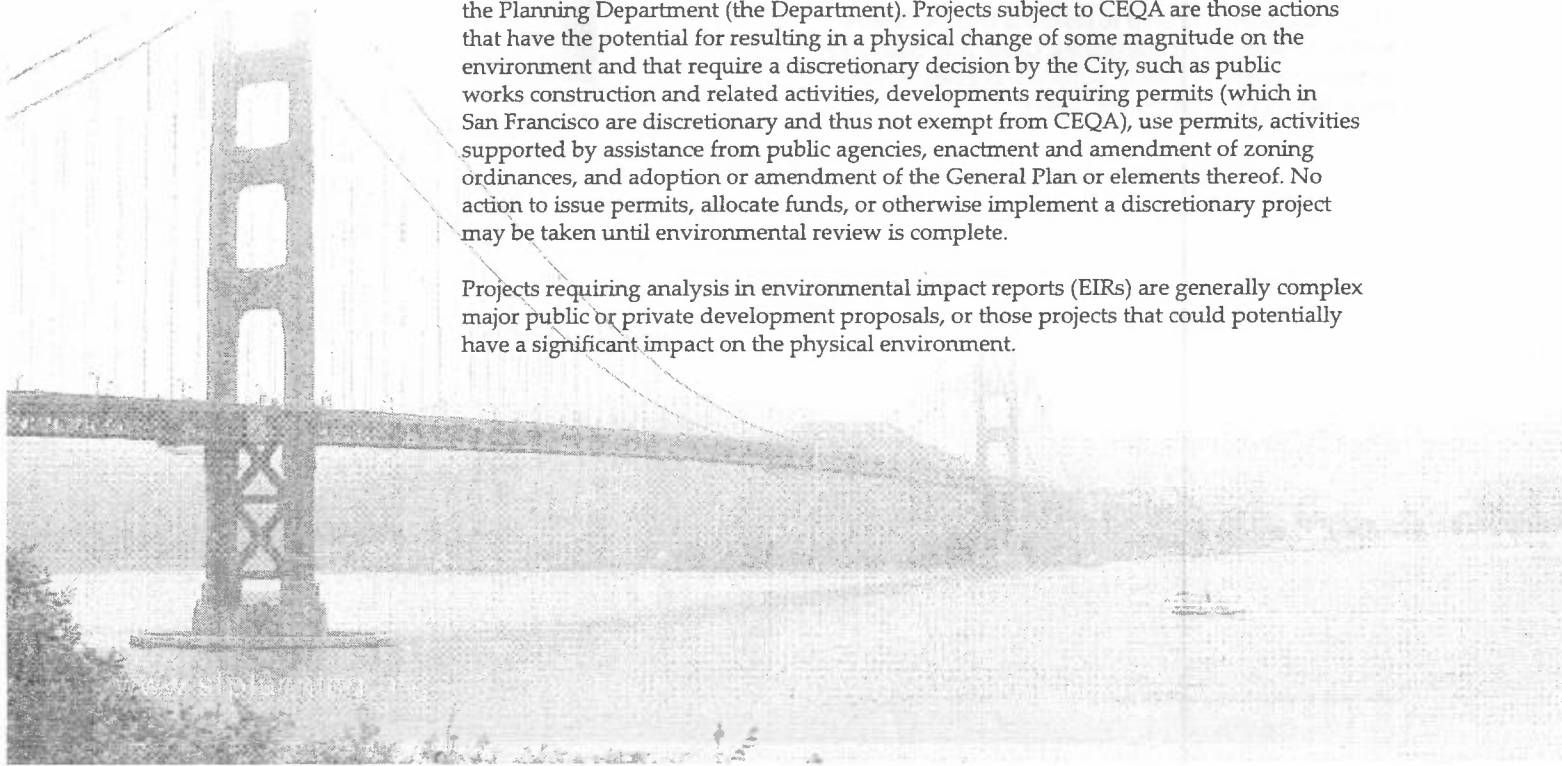 the Planning Department (the Department). Projects subject to CEQA are those actions
that have the potential for resulting in a physical change of some magnitude on the
environment and that require a discretionary decision by the City, such as public
works construction and related activities, developments requiring permits (which in
San Francisco are discretionary and thus not exempt from CEQA), use permits, activities
supported by assistance from public agencies, enactment and amendment of zoning
ordinances, and adoption or amendment of the General Plan or elements thereof. No
action to issue permits, allocate funds, or otherwise implement a discretionary project
may be taken until environmental review is complete.
Projects requiring analysis in environmental impact reports (EIRs) are generally complex
major public or private development proposals, or those projects that could potentially
have a significant impact on the physical environment.